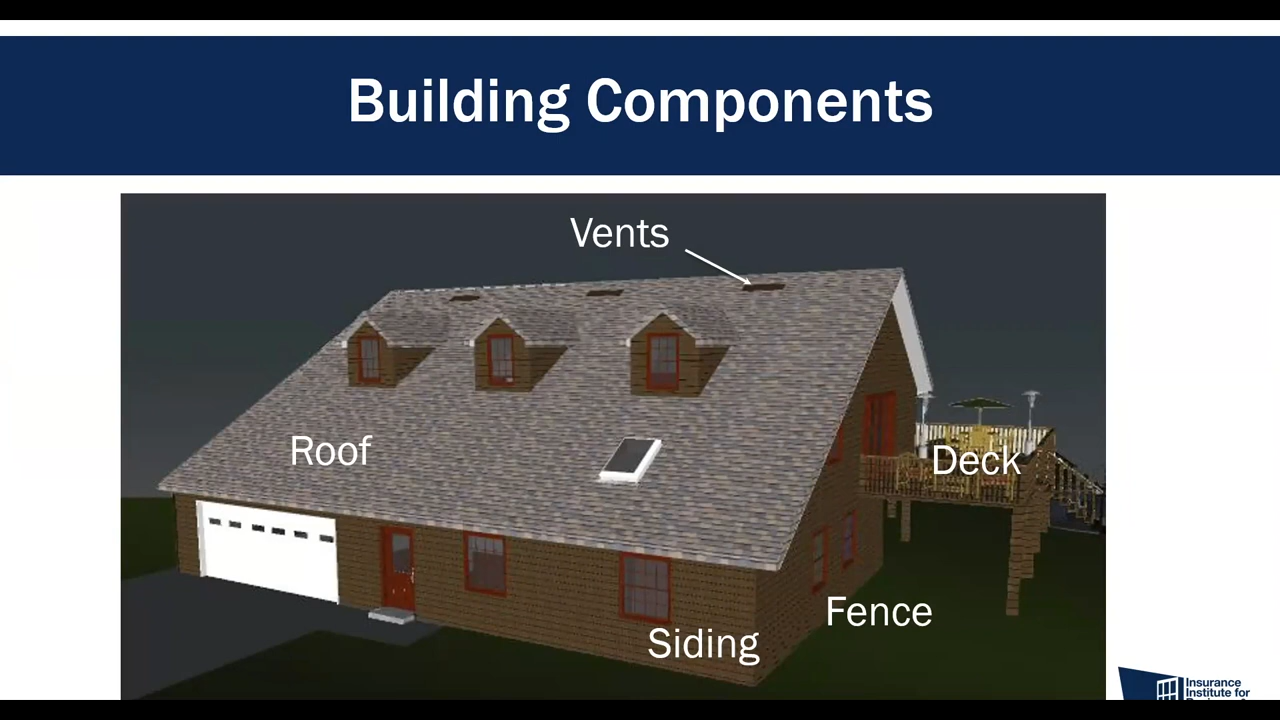 Building Components
Vents
Roof
Deck
Fence
Siding
Insurance
Institute for